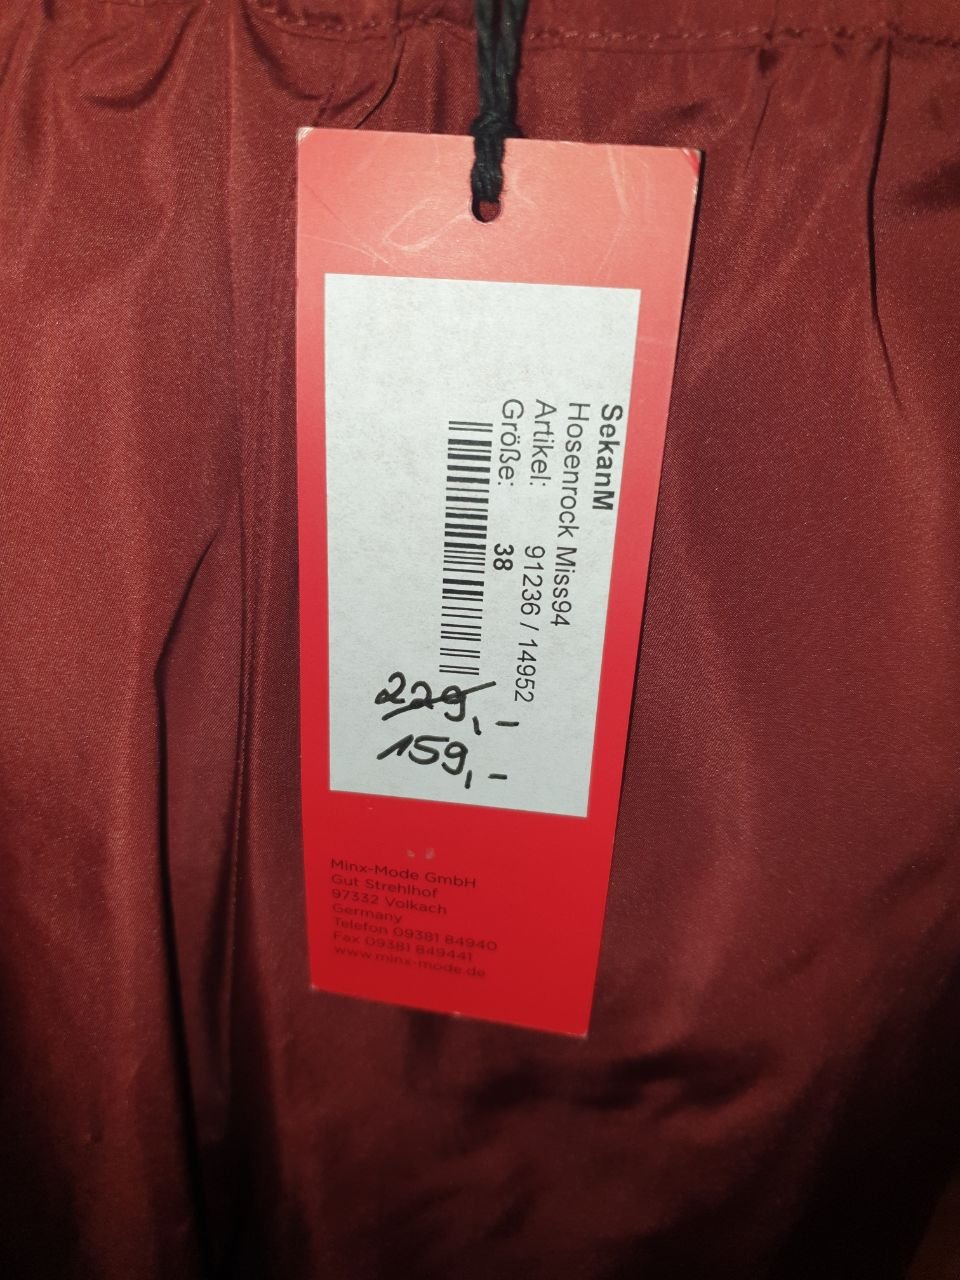 SekanM
Hosenrock Miss94
Artikel: 91236 / 14952
Größe: 38
229,-
159,-
Minx-Mode GmbH
Gut Strehlhof
97332 Volkach
Germany
Telefon 09381 84940
Fax 09381 849441
www.minx-mode.de